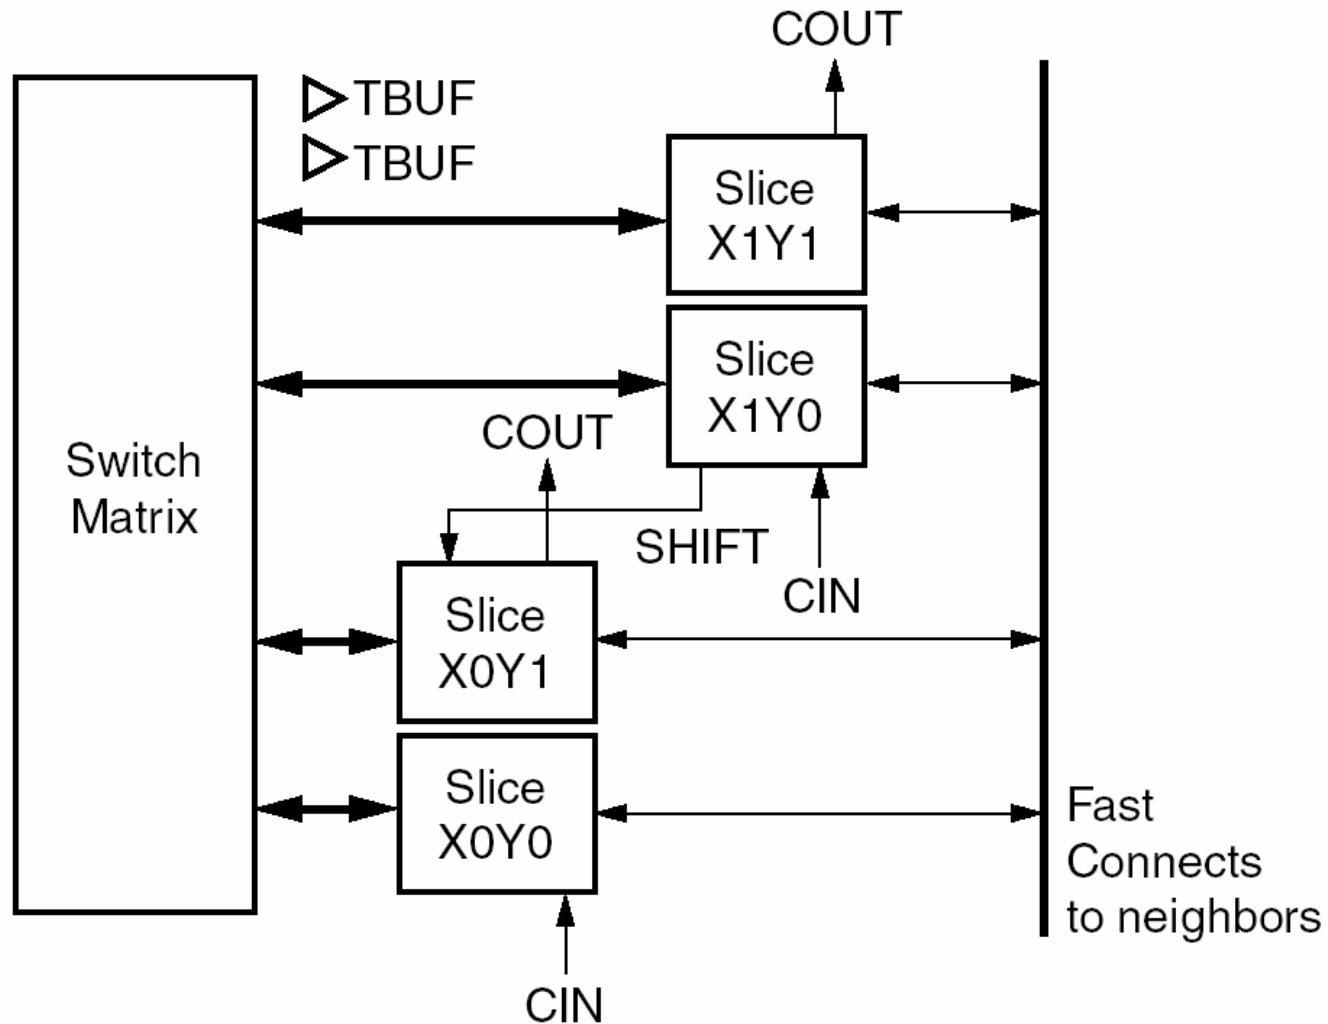 COUT
TBUF
TBUF
Slice
X1Y1
Slice
X1Y0
COUT
Switch
Matrix
SHIFT
CIN
Slice
X0Y1
Slice
X0Y0
Fast
Connects
to neighbors
CIN